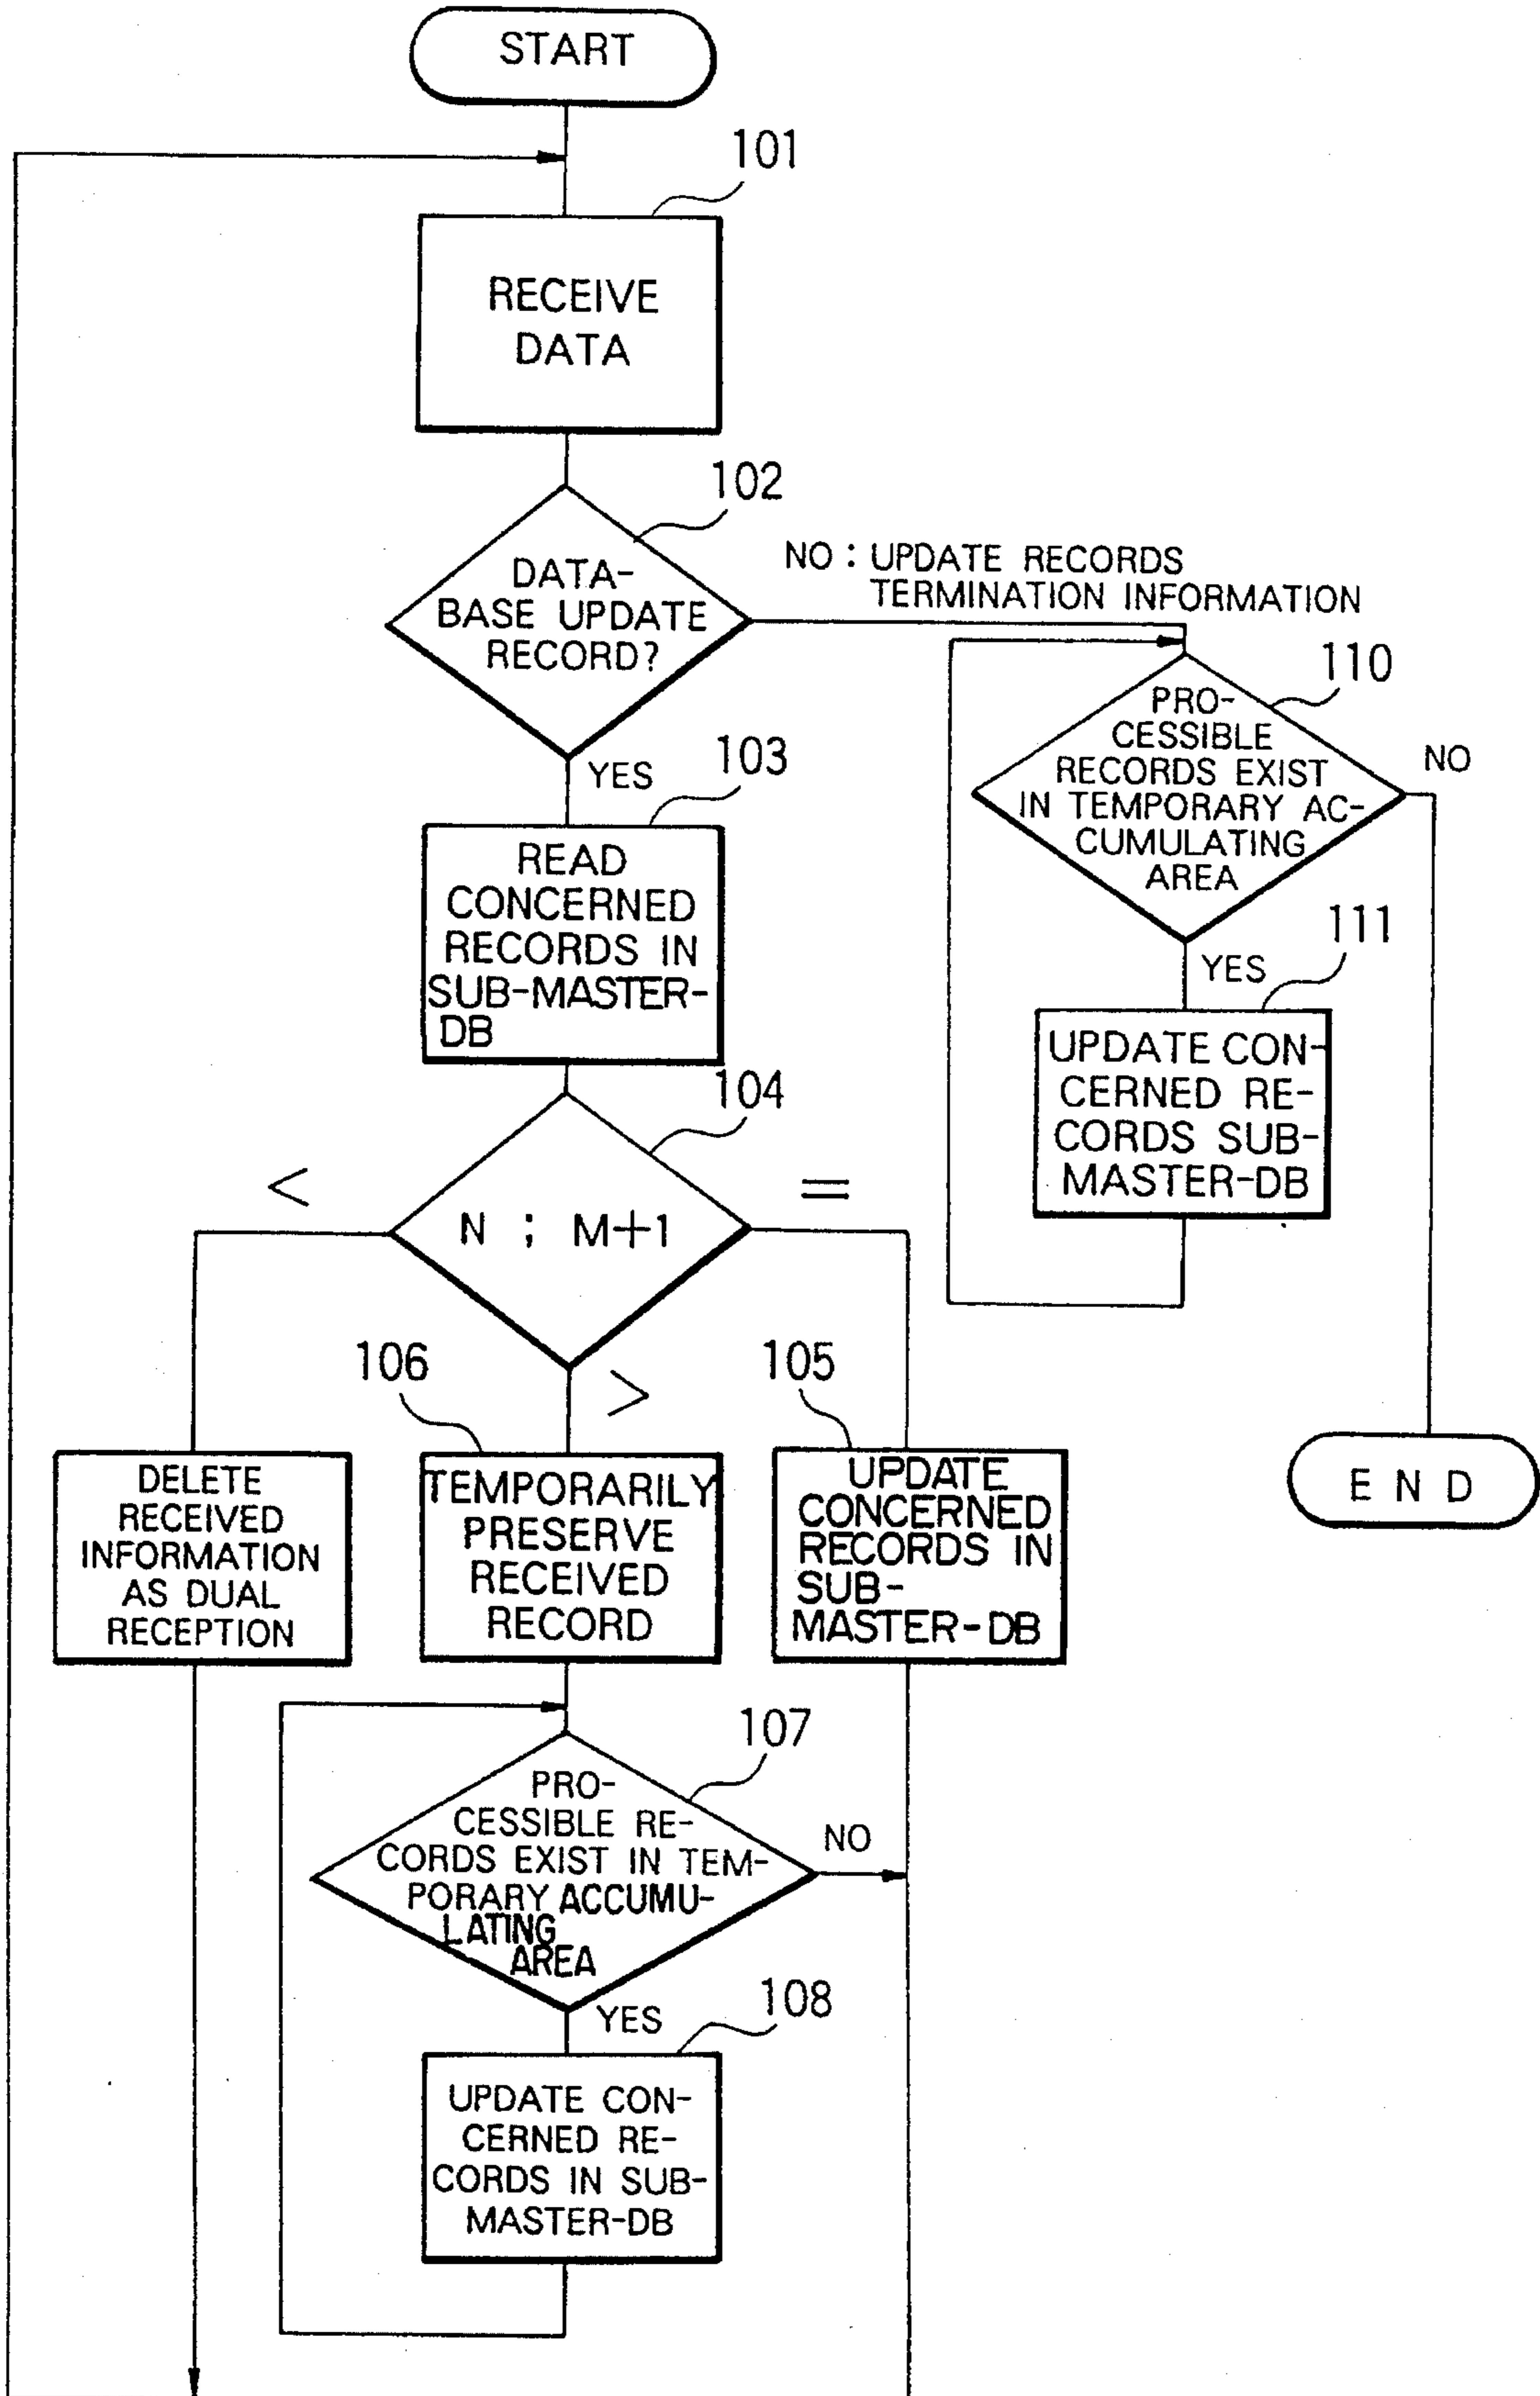 START
101
RECEIVE
DATA
102
DATA-
BASE UPDATE
RECORD?
NO : UPDATE RECORDS
TERMINATION INFORMATION
YES
110
PRO-
CESSIBLE
RECORDS EXIST
IN TEMPORARY AC-
CUMULATING
AREA
NO
YES
111
UPDATE CON-
CERNED RE-
CORDS SUB-
MASTER-DB
END
103
READ
CONCERNED
RECORDS IN
SUB-MASTER-
DB
104
N ; M+1
<
=
>
DELETE
RECEIVED
INFORMATION
AS DUAL
RECEPTION
106
TEMPORARILY
PRESERVE
RECEIVED
RECORD
105
UPDATE
CONCERNED
RECORDS IN
SUB-
MASTER-DB
107
PRO-
CESSIBLE RE-
CORDS EXIST IN TEM-
PORARY ACCUMU-
LATING
AREA
NO
YES
108
UPDATE CON-
CERNED RE-
CORDS IN SUB-
MASTER-DB